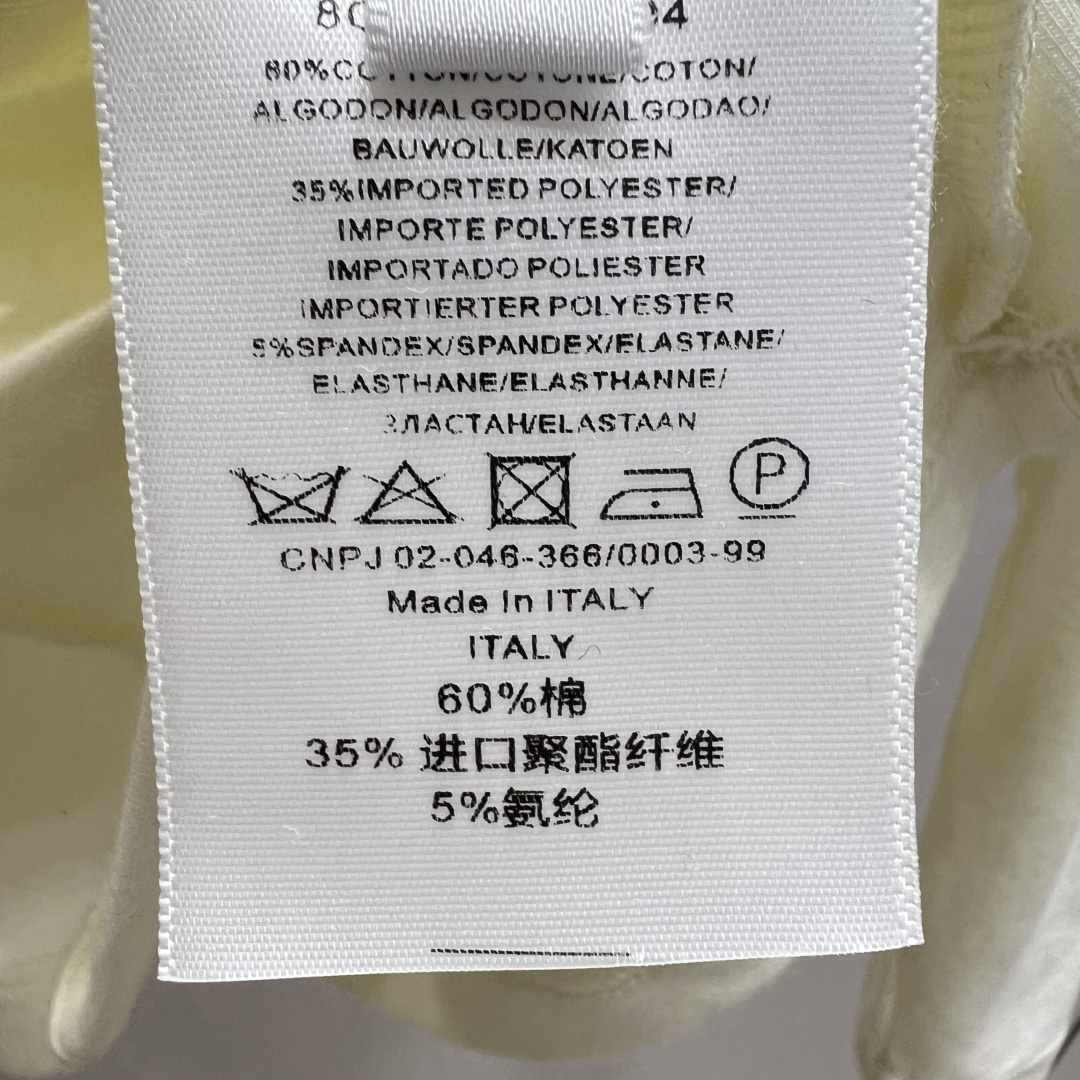 60%COTTON/COTONE/COTON/
ALGODON/ALGODON/ALGODAO/
BAUWOLLE/KATOEN
35%IMPORTED POLYESTER/
IMPORTE POLYESTER/
IMPORTADO POLIESTER
IMPORTIERTER POLYESTER
5%SPANDEX/SPANDEX/ELASTANE/
ELASTHANE/ELASTHANNE/
ЭЛАСТАН/ELASTAAN
P
CNPJ 02-046-366/0003-99
Made In ITALY
ITALY
60%棉
35% 进口聚酯纤维
5%氨纶